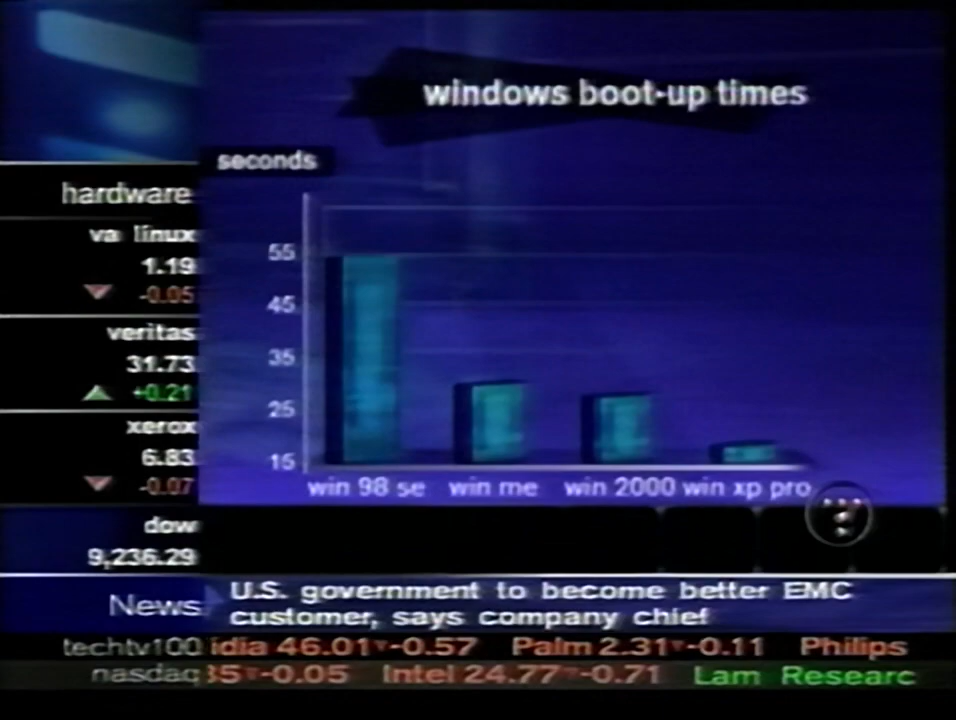 windows boot-up times
seconds
55
45
35
25
15
win 98 se win me win 2000 win xp pro
hardware
va linux
1.19
-0.05
veritas
31.73
+0.21
xerox
6.83
-0.07
dow
9,236.29
News
U.S. government to become better EMC
customer, says company chief
techtv100 idia 46.01 -0.57 Palm 2.31 -0.11 Philips
nasdaq 35 -0.05 Intel 24.77 -0.71 Lam Researc